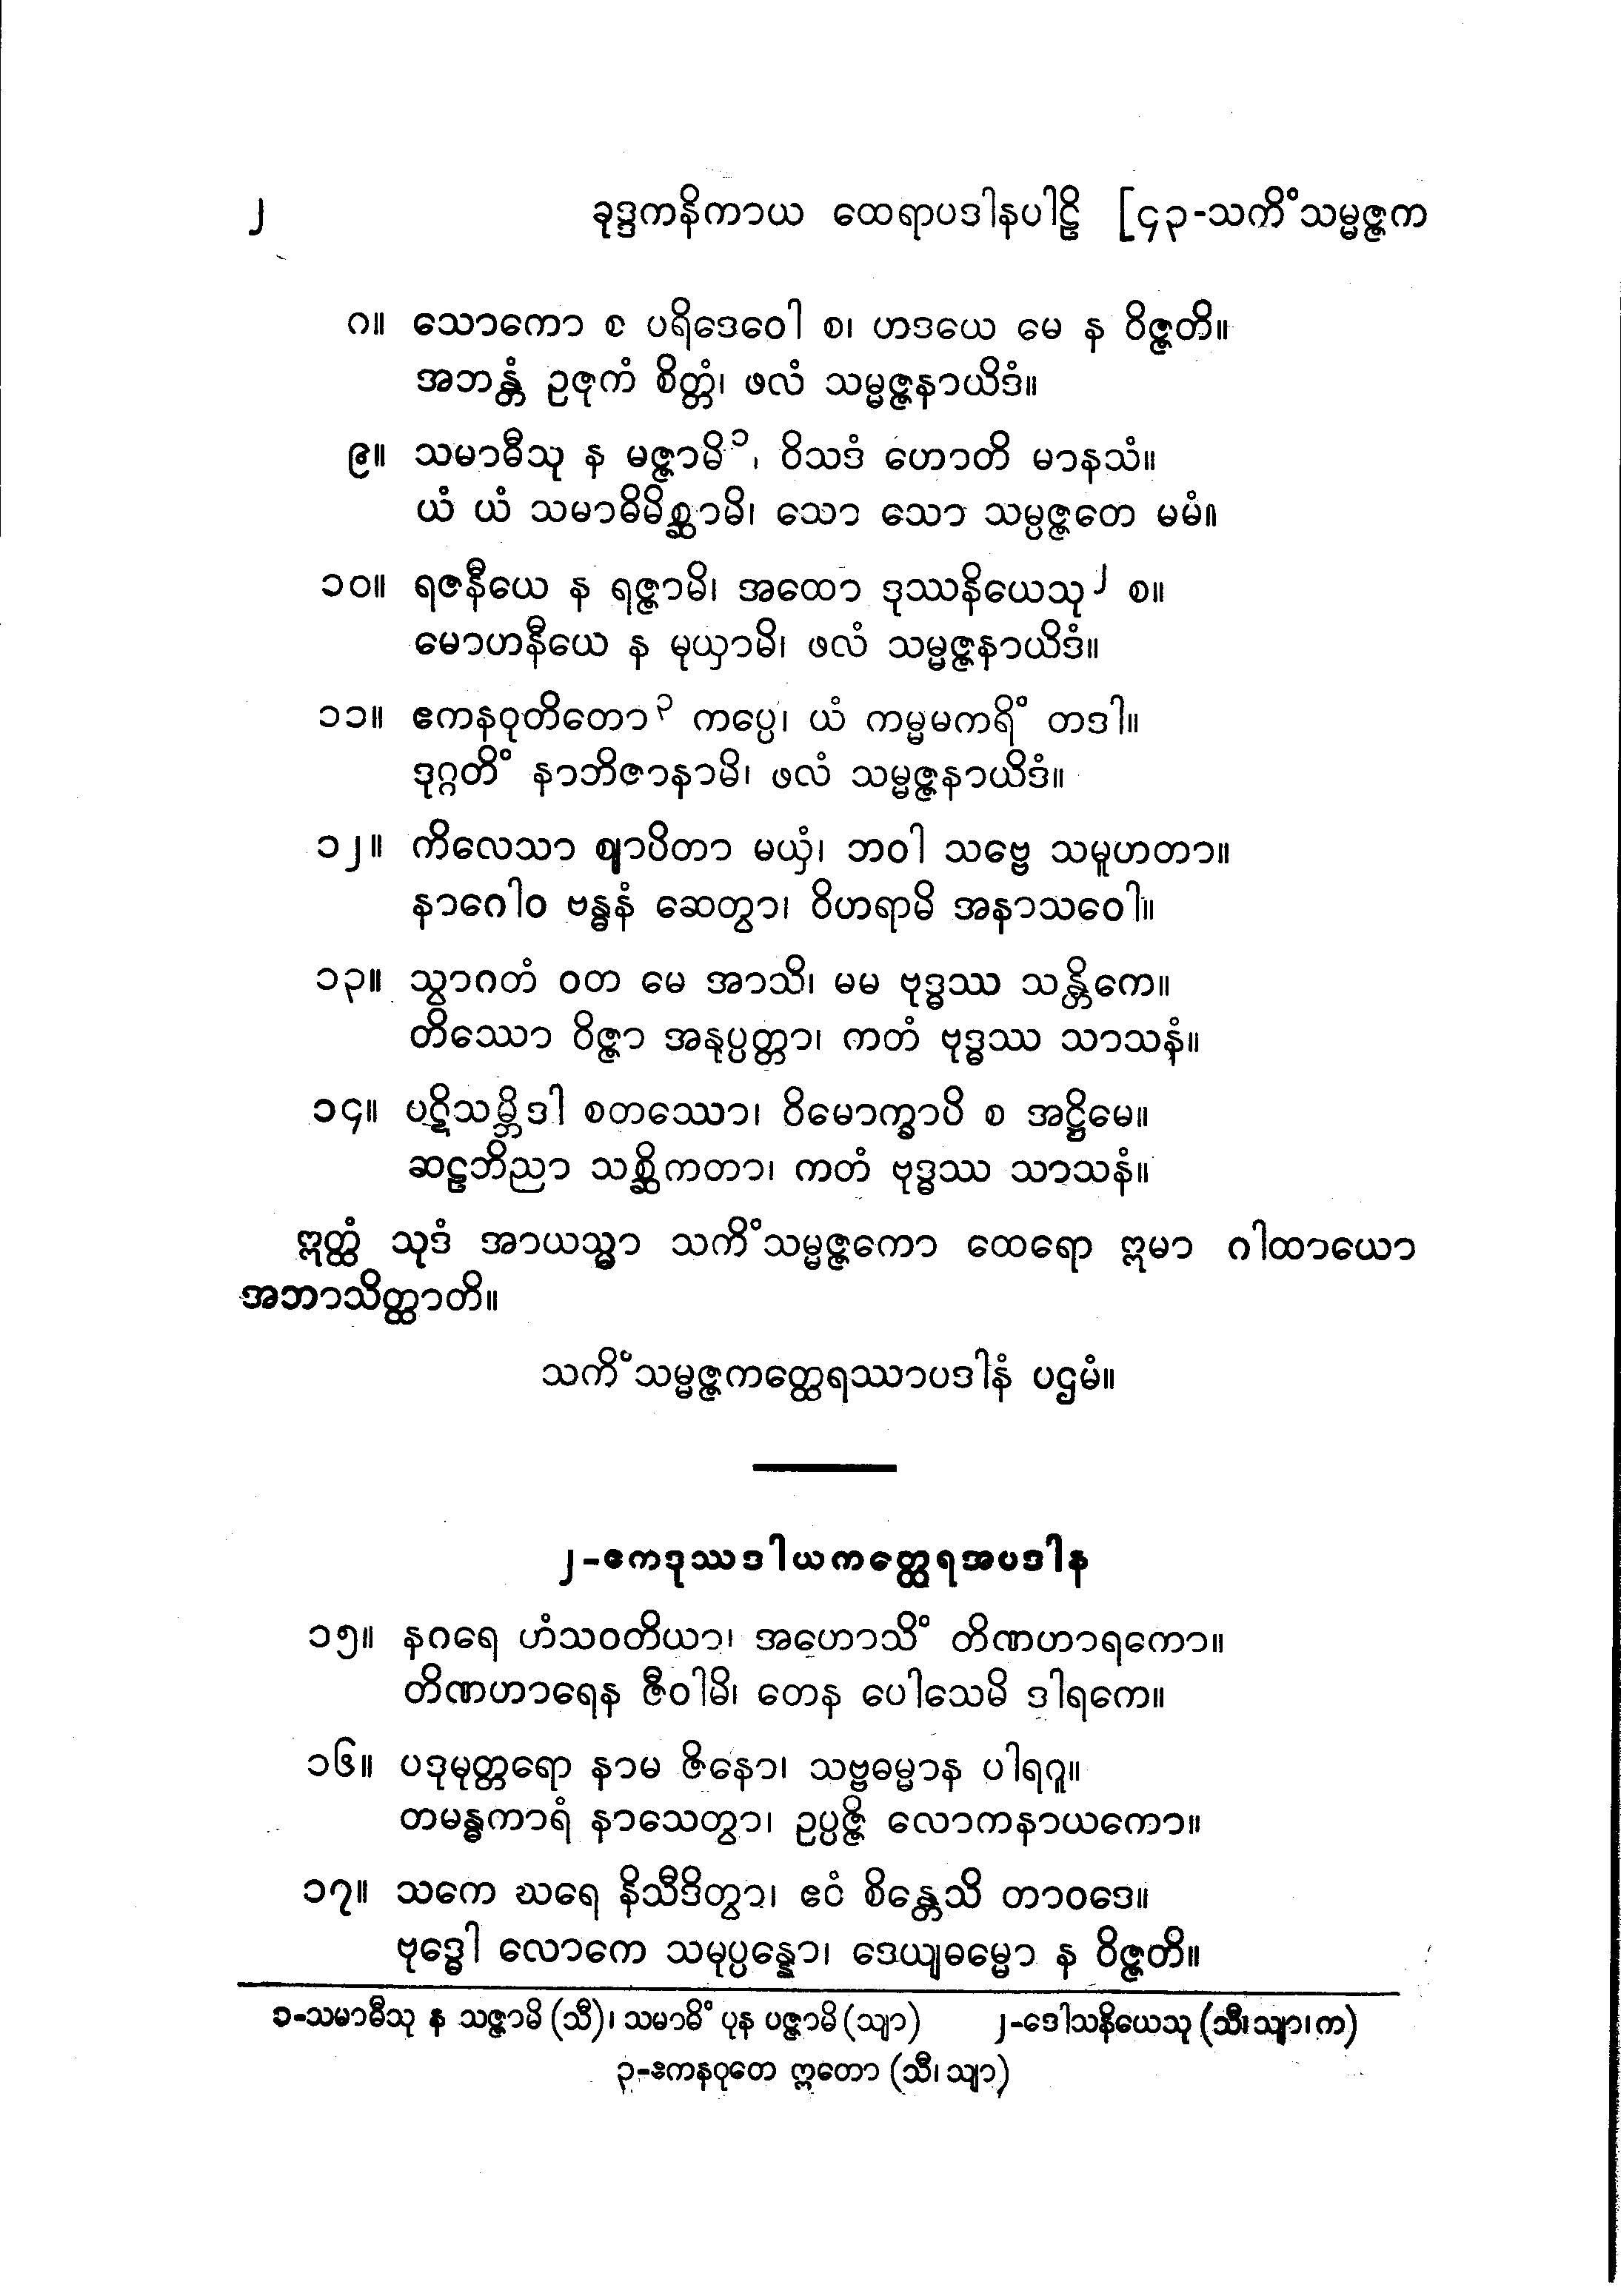 ၂ ခုဒ္ဒကနိကာယ ထေရာပဒါနပါဠိ [၄၃-သကိံသမ္မဇ္ဇက
၈။ သောကော စ ပရိဒေဝေါ စ၊ ဟဒယေ မေ န ဝိဇ္ဇတိ။
အဘန္တံ ဥဇုကံ စိတ္တံ၊ ဖလံ သမ္မဇ္ဇနာယိဒံ။
၉။ သမာဓီသု န မဇ္ဇာမိ၁၊ ဝိသဒံ ဟောတိ မာနသံ။
ယံ ယံ သမာဓိမိစ္ဆာမိ၊ သော သော သမ္ပဇ္ဇတေ မမံ။
၁၀။ ရဇနီယေ န ရဇ္ဇာမိ၊ အထော ဒုဿနိယေသု၂ စ။
မောဟနီယေ န မုယှာမိ၊ ဖလံ သမ္မဇ္ဇနာယိဒံ။
၁၁။ ဧကနဝုတိတော၃ ကပ္ပေ၊ ယံ ကမ္မမကရိံ တဒါ။
ဒုဂ္ဂတိံ နာဘိဇာနာမိ၊ ဖလံ သမ္မဇ္ဇနာယိဒံ။
၁၂။ ကိလေသာ ဈာပိတာ မယှံ၊ ဘဝါ သဗ္ဗေ သမူဟတာ။
နာဂေါဝ ဗန္ဓနံ ဆေတွာ၊ ဝိဟရာမိ အနာသဝေါ။
၁၃။ သွာဂတံ ဝတ မေ အာသိ၊ မမ ဗုဒ္ဓဿ သန္တိကေ။
တိဿော ဝိဇ္ဇာ အနုပ္ပတ္တာ၊ ကတံ ဗုဒ္ဓဿ သာသနံ။
၁၄။ ပဋိသမ္ဘိဒါ စတဿော၊ ဝိမောက္ခာပိ စ အဋ္ဌိမေ။
ဆဠဘိညာ သစ္ဆိကတာ၊ ကတံ ဗုဒ္ဓဿ သာသနံ။
ဣတ္ထံ သုဒံ အာယသ္မာ သကိံသမ္မဇ္ဇကော ထေရော ဣမာ ဂါထာယော
အဘာသိတ္ထာတိ။
သကိံသမ္မဇ္ဇကတ္ထေရဿာပဒါနံ ပဌမံ။
၂-ဧကဒုဿဒါယကတ္ထေရအပဒါန
၁၅။ နဂရေ ဟံသဝတိယာ၊ အဟောသိံ တိဏဟာရကော။
တိဏဟာရေန ဇီဝါမိ၊ တေန ပေါသေမိ ဒါရကေ။
၁၆။ ပဒုမုတ္တရော နာမ ဇိနော၊ သဗ္ဗဓမ္မာန ပါရဂူ။
တမန္ဓကာရံ နာသေတွာ၊ ဥပ္ပဇ္ဇိ လောကနာယကော။
၁၇။ သကေ ဃရေ နိသီဒိတွာ၊ ဧဝံ စိန္တေသိ တာဝဒေ။
ဗုဒ္ဓေါ လောကေ သမုပ္ပန္နော၊ ဒေယျဓမ္မော န ဝိဇ္ဇတိ။
၁-သမာဓီသု န သဇ္ဇာမိ (သီ)၊ သမာဓိံ ပုန ပဇ္ဇာမိ (သျာ) ၂-ဒေါသနိယေသု (သီ၊ သျာ၊ က)
၃-ဧကနဝုတေ ဣတော (သီ၊ သျာ)